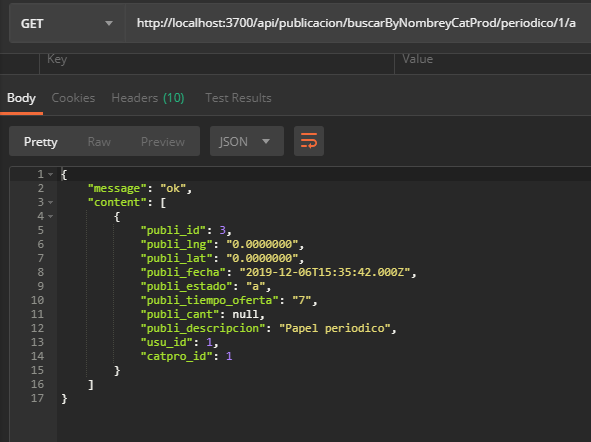 GET http://localhost:3700/api/publicacion/buscarByNombreyCatProd/periodico/1/a
Key Value
Body Cookies Headers (10) Test Results
Pretty Raw Preview JSON
1 {
2 "message": "ok",
3 "content": [
4 {
5 "publi_id": 3,
6 "publi_lng": "0.0000000",
7 "publi_lat": "0.0000000",
8 "publi_fecha": "2019-12-06T15:35:42.000Z",
9 "publi_estado": "a",
10 "publi_tiempo_oferta": "7",
11 "publi_cant": null,
12 "publi_descripcion": "Papel periodico",
13 "usu_id": 1,
14 "catpro_id": 1
15 }
16 ]
17 }